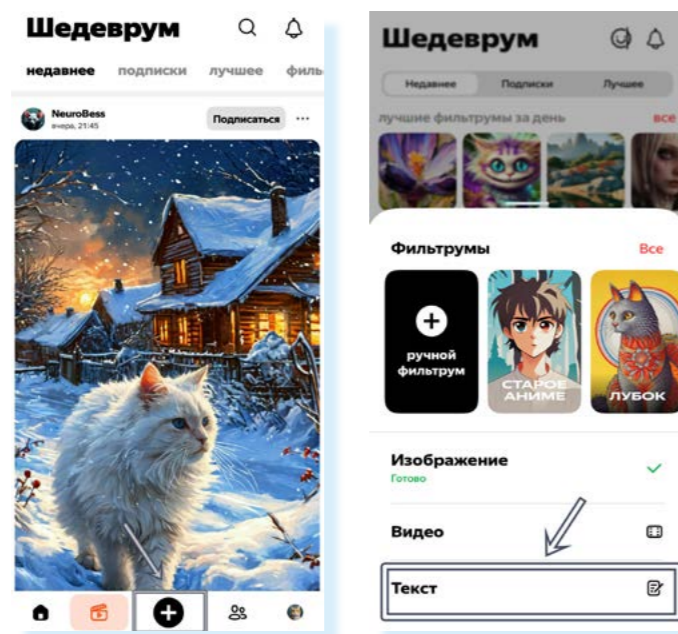 Шедеврум
недавнее подписки лучшее филь
NeuroBess
вчера, 21:45
Подписаться
Шедеврум
Недавнее Подписки Лучшее
лучшие фильтрумы за день все
Фильтрумы Все
ручной
фильтрум
СТАРОЕ
АНИМЕ
ЛУБОК
Изображение
Готово
Видео
Текст